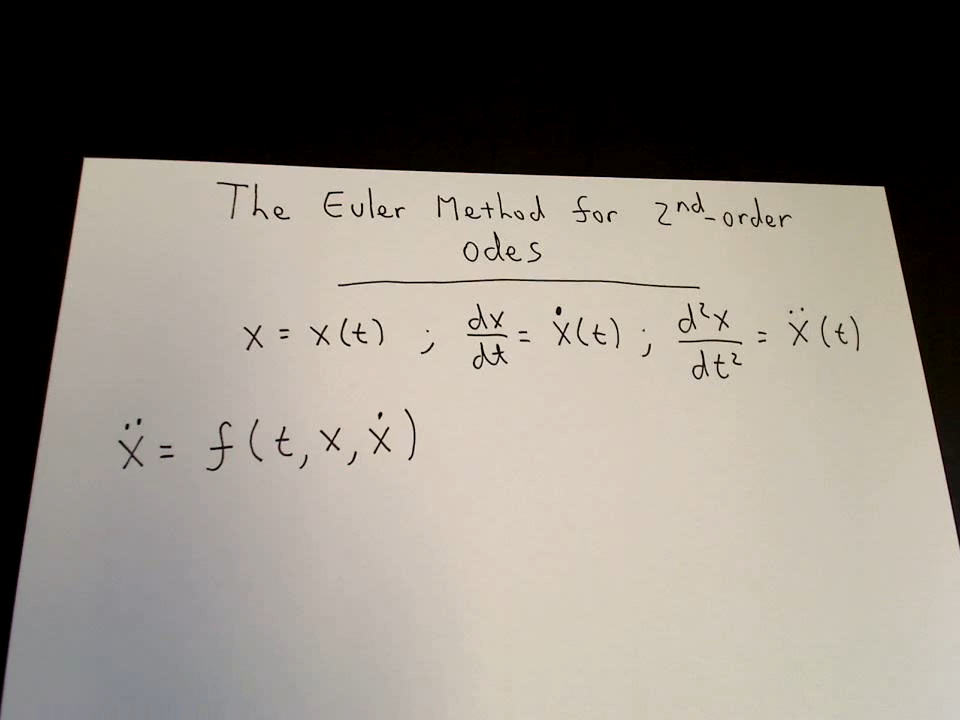 The Euler Method for 2nd-order
odes
x = x(t) ; dx/dt = ẋ(t) ; d²x/dt² = ẍ(t)
ẍ = f(t, x, ẋ)